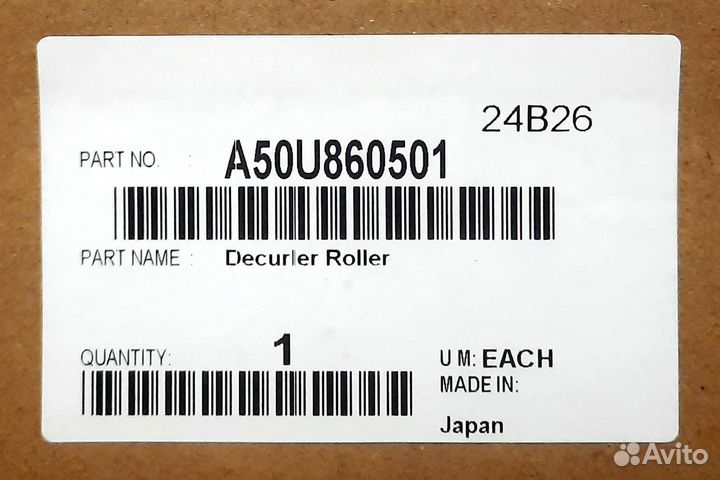 24B26
PART NO. : A50U860501
PART NAME : Decurler Roller
QUANTITY: 1 U M: EACH
MADE IN:
Japan
Avito